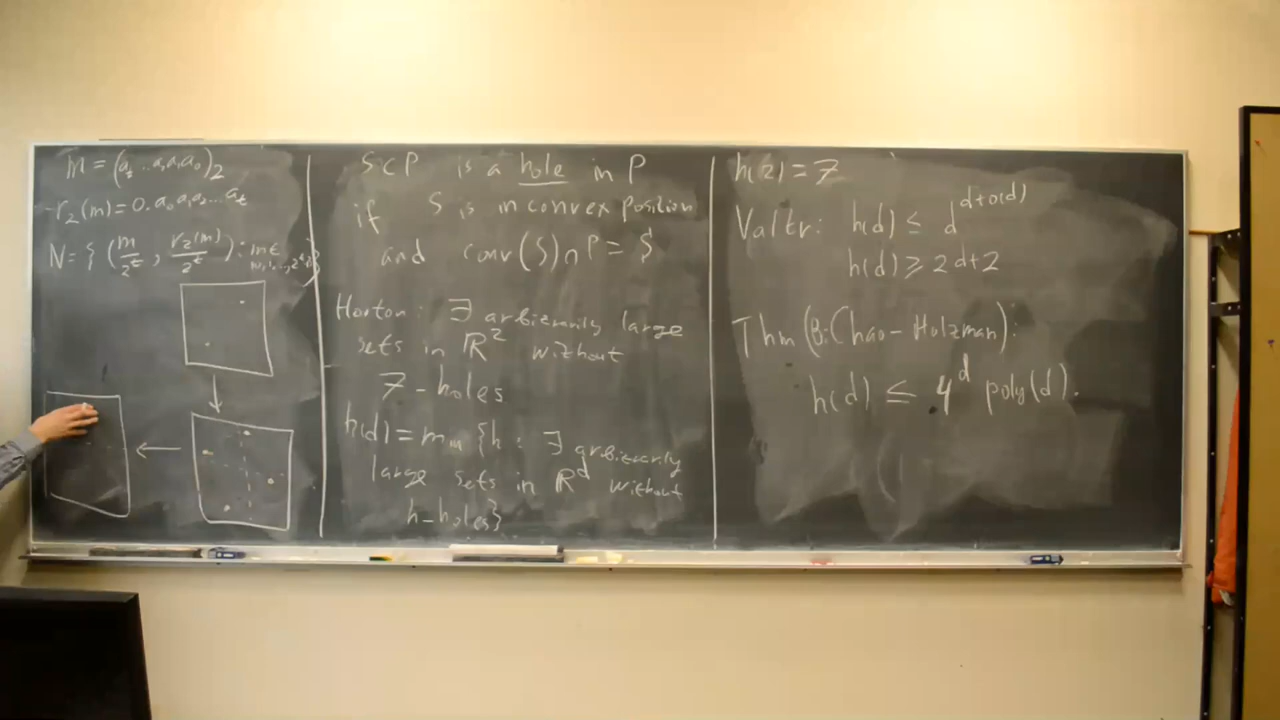 m = (a_t ... a_2 a_1 a_0)_2
r_2(m) = 0.a_0 a_1 a_2 ... a_t
N = { (m/2^t, r_2(m)/2^t) : m ∈
S⊂P is a hole in P
if S is in convex position
and conv(S)∩P = S
Horton: ∃ arbitrarily large
sets in ℝ^2 without
7-holes
h(d) = min {h : ∃ arbitrarily
large sets in ℝ^d without
h-holes}
h(2) = 7
Valtr: h(d) ≤ d^{d+o(d)}
h(d) ≥ 2d+2
Thm (B.-Chao-Holzman):
h(d) ≤ 4^d poly(d).